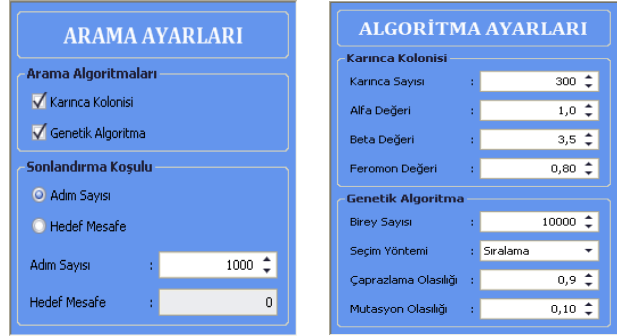 ARAMA AYARLARI
Arama Algoritmaları
Karınca Kolonisi
Genetik Algoritma
Sonlandırma Koşulu
Adım Sayısı
Hedef Mesafe
Adım Sayısı : 1000
Hedef Mesafe : 0
ALGORİTMA AYARLARI
Karınca Kolonisi
Karınca Sayısı : 300
Alfa Değeri : 1,0
Beta Değeri : 3,5
Feromon Değeri : 0,80
Genetik Algoritma
Birey Sayısı : 10000
Seçim Yöntemi : Sıralama
Çaprazlama Olasılığı : 0,9
Mutasyon Olasılığı : 0,10